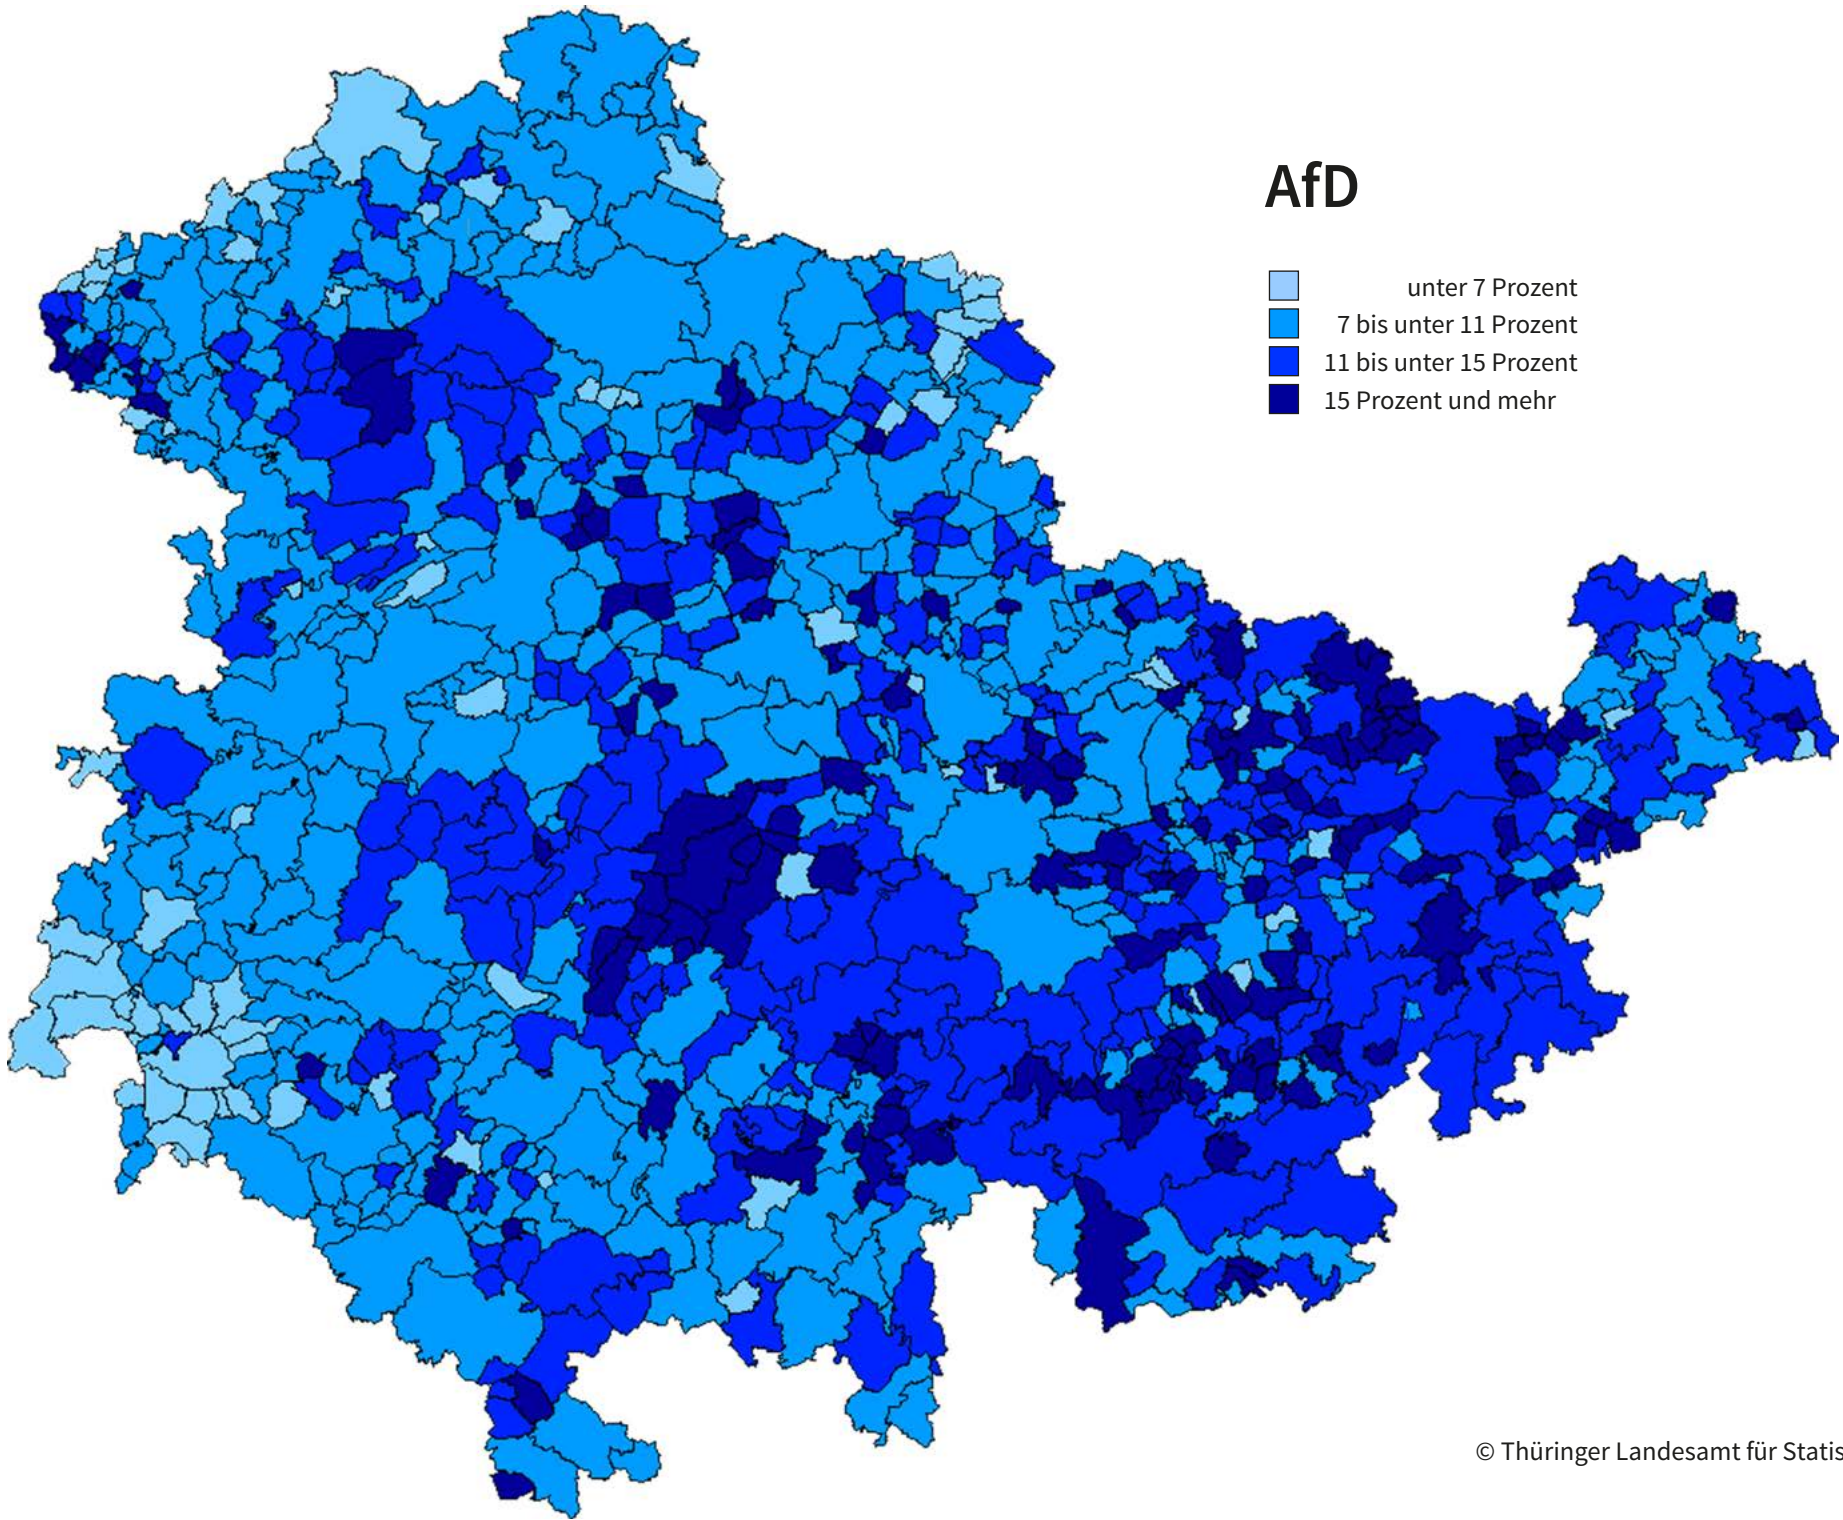 AfD
unter 7 Prozent
7 bis unter 11 Prozent
11 bis unter 15 Prozent
15 Prozent und mehr
© Thüringer Landesamt für Statis